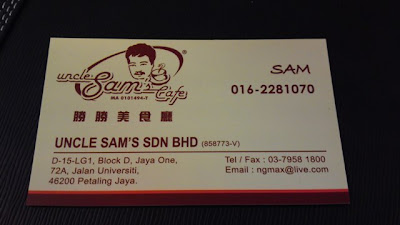 uncle
Sam's Cafe
®
MA 0101494-T
勝勝美食廳
SAM
016-2281070
UNCLE SAM'S SDN BHD (858773-V)
D-15-LG1, Block D, Jaya One,
72A, Jalan Universiti,
46200 Petaling Jaya.
Tel / Fax : 03-7958 1800
Email : ngmax@live.com